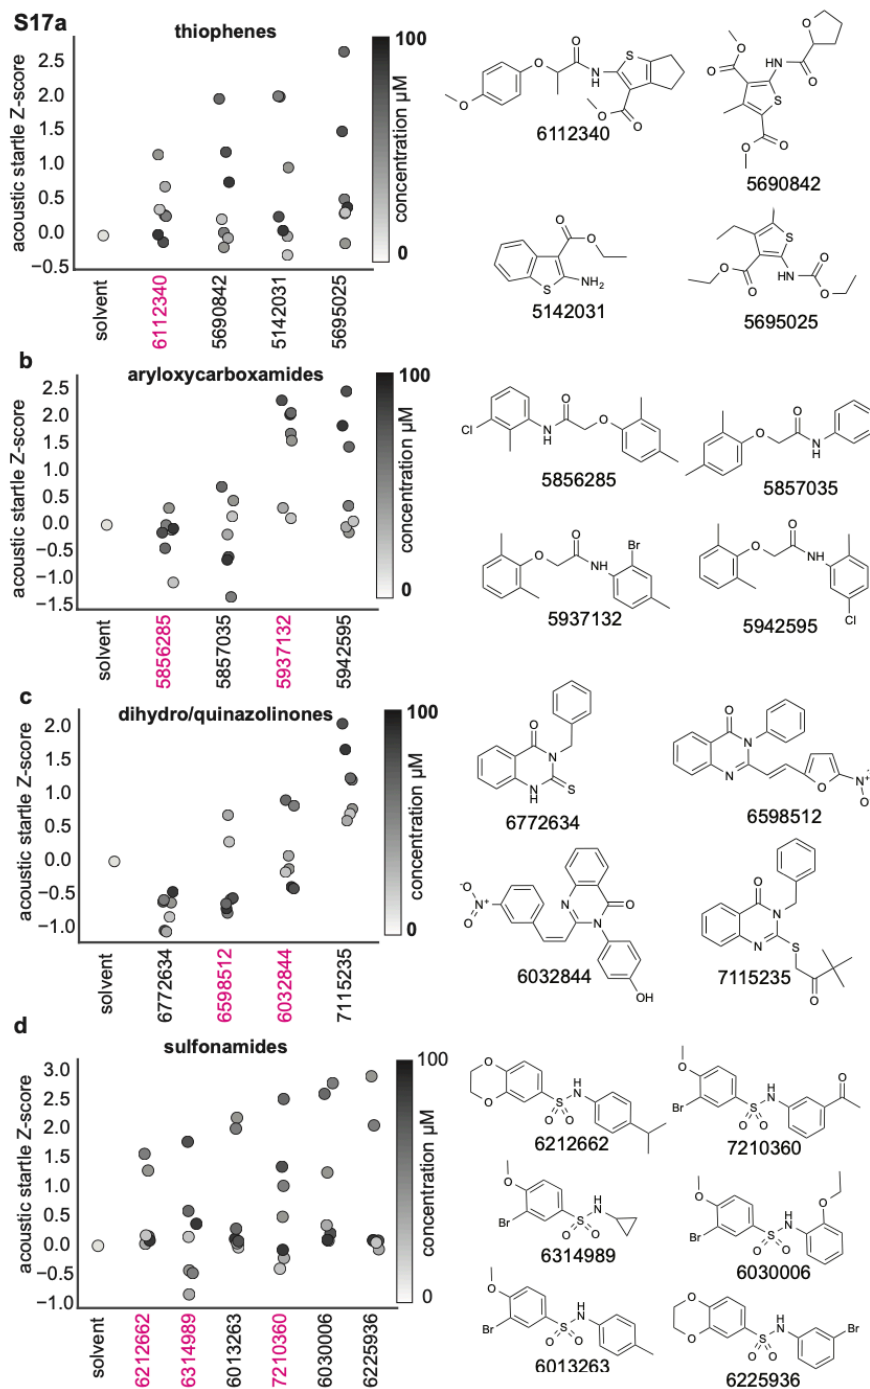 S17a
thiophenes
acoustic startle Z-score
2.5
2.0
1.5
1.0
0.5
0.0
−0.5
100
concentration µM
0
solvent
6112340
5690842
5142031
5695025
O
O
O
N
H
S
O
O
6112340
O
O
O
HN
O
S
O
O
5690842
O
O
S
NH2
5142031
S
O
O
NH
O
O
5695025
b
aryloxycarboxamides
acoustic startle Z-score
2.5
2.0
1.5
1.0
0.5
0.0
−0.5
−1.0
−1.5
100
concentration µM
0
solvent
5856285
5857035
5937132
5942595
Cl
N
H
O
O
5856285
O
O
N
H
5857035
O
O
NH
Br
5937132
O
O
NH
Cl
5942595
c
dihydro/quinazolinones
acoustic startle Z-score
2.0
1.5
1.0
0.5
0.0
−0.5
−1.0
100
concentration µM
0
solvent
6772634
6598512
6032844
7115235
O
N
N
H
S
6772634
O
N
N
O
N+
O
6598512
-O
N+
O
N
N
O
OH
6032844
O
N
N
S
O
7115235
d
sulfonamides
acoustic startle Z-score
3.0
2.5
2.0
1.5
1.0
0.5
0.0
−0.5
−1.0
100
concentration µM
0
solvent
6212662
6314989
6013263
7210360
6030006
6225936
O
O
S
O O
H
N
6212662
O
Br
S
O O
H
N
O
7210360
O
Br
S
O O
H
N
6314989
O
Br
S
O O
NH
O
6030006
O
Br
S
O O
H
N
6013263
O
O
S
O O
H
N
Br
6225936